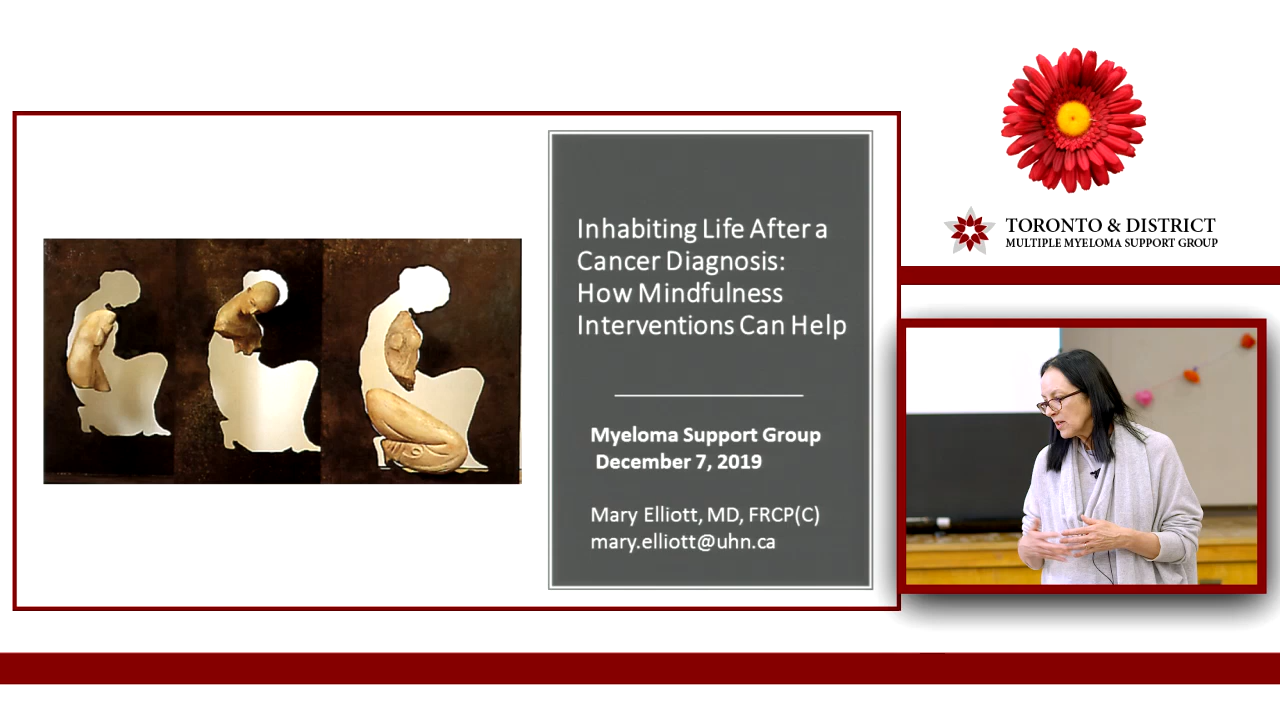 Inhabiting Life After a
Cancer Diagnosis:
How Mindfulness
Interventions Can Help
Myeloma Support Group
December 7, 2019
Mary Elliott, MD, FRCP(C)
mary.elliott@uhn.ca
TORONTO & DISTRICT
MULTIPLE MYELOMA SUPPORT GROUP